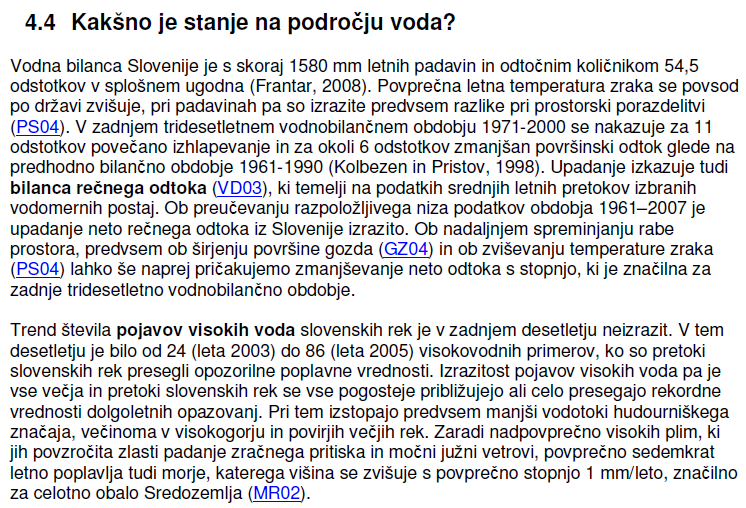 4.4 Kakšno je stanje na področju voda?
Vodna bilanca Slovenije je s skoraj 1580 mm letnih padavin in odtočnim količnikom 54,5
odstotkov v splošnem ugodna (Frantar, 2008). Povprečna letna temperatura zraka se povsod
po državi zvišuje, pri padavinah pa so izrazite predvsem razlike pri prostorski porazdelitvi
(PS04). V zadnjem tridesetletnem vodnobilančnem obdobju 1971-2000 se nakazuje za 11
odstotkov povečano izhlapevanje in za okoli 6 odstotkov zmanjšan površinski odtok glede na
predhodno bilančno obdobje 1961-1990 (Kolbezen in Pristov, 1998). Upadanje izkazuje tudi
bilanca rečnega odtoka (VD03), ki temelji na podatkih srednjih letnih pretokov izbranih
vodomernih postaj. Ob preučevanju razpoložljivega niza podatkov obdobja 1961–2007 je
upadanje neto rečnega odtoka iz Slovenije izrazito. Ob nadaljnjem spreminjanju rabe
prostora, predvsem ob širjenju površine gozda (GZ04) in ob zviševanju temperature zraka
(PS04) lahko še naprej pričakujemo zmanjševanje neto odtoka s stopnjo, ki je značilna za
zadnje tridesetletno vodnobilančno obdobje.
Trend števila pojavov visokih voda slovenskih rek je v zadnjem desetletju neizrazit. V tem
desetletju je bilo od 24 (leta 2003) do 86 (leta 2005) visokovodnih primerov, ko so pretoki
slovenskih rek presegli opozorilne poplavne vrednosti. Izrazitost pojavov visokih voda pa je
vse večja in pretoki slovenskih rek se vse pogosteje približujejo ali celo presegajo rekordne
vrednosti dolgoletnih opazovanj. Pri tem izstopajo predvsem manjši vodotoki hudourniškega
značaja, večinoma v visokogorju in povirjih večjih rek. Zaradi nadpovprečno visokih plim, ki
jih povzročita zlasti padanje zračnega pritiska in močni južni vetrovi, povprečno sedemkrat
letno poplavlja tudi morje, katerega višina se zvišuje s povprečno stopnjo 1 mm/leto, značilno
za celotno obalo Sredozemlja (MR02).